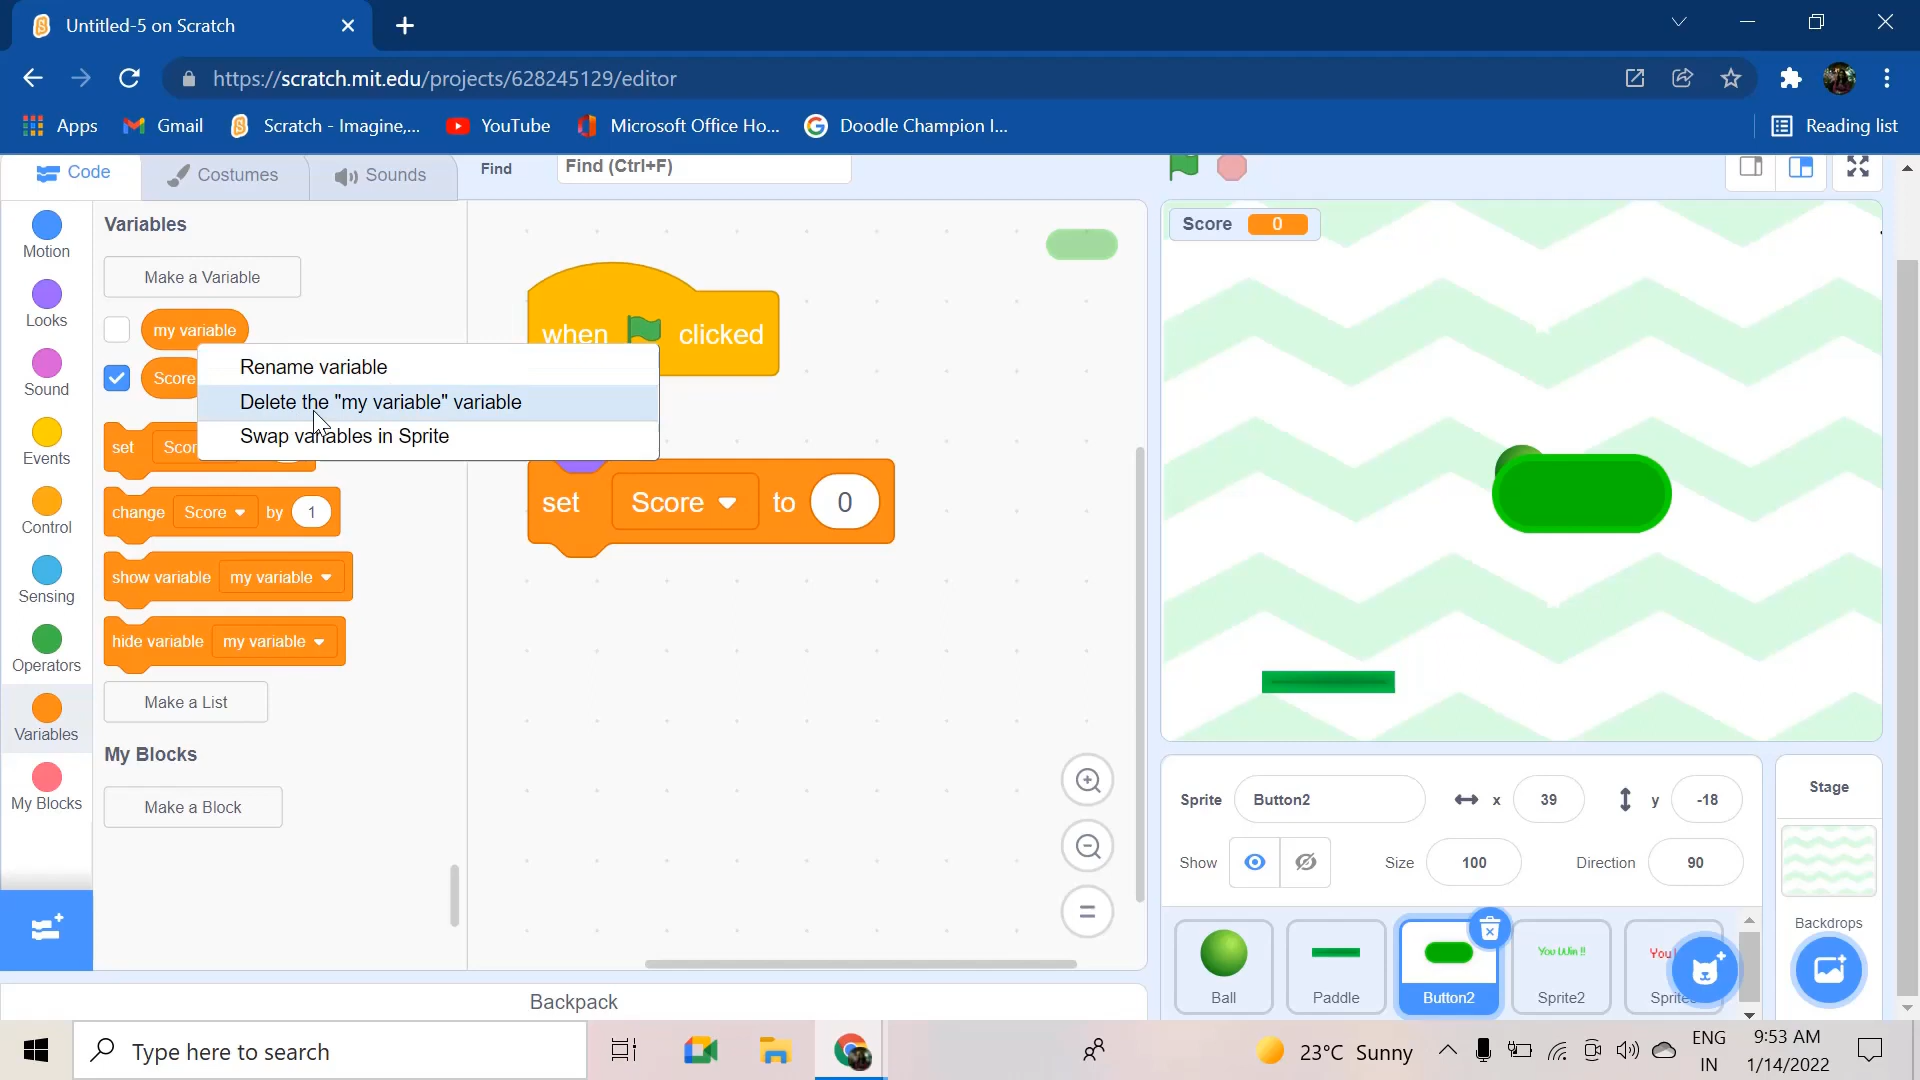 Untitled-5 on Scratch
https://scratch.mit.edu/projects/628245129/editor
Apps
Gmail
Scratch - Imagine,...
YouTube
Microsoft Office Ho...
Doodle Champion I...
Reading list
Code
Costumes
Sounds
Find
Find (Ctrl+F)
Motion
Looks
Sound
Events
Control
Sensing
Operators
Variables
My Blocks
Variables
Make a Variable
my variable
Score
Rename variable
Delete the "my variable" variable
Swap variables in Sprite
set
change Score by 1
show variable my variable
hide variable my variable
Make a List
My Blocks
Make a Block
when clicked
set Score to 0
Backpack
Score 0
Sprite Button2 x 39 y -18
Show Size 100 Direction 90
Ball
Paddle
Button2
You Win !!
Sprite2
You
Stage
Backdrops
Type here to search
23°C Sunny
ENG
IN
9:53 AM
1/14/2022